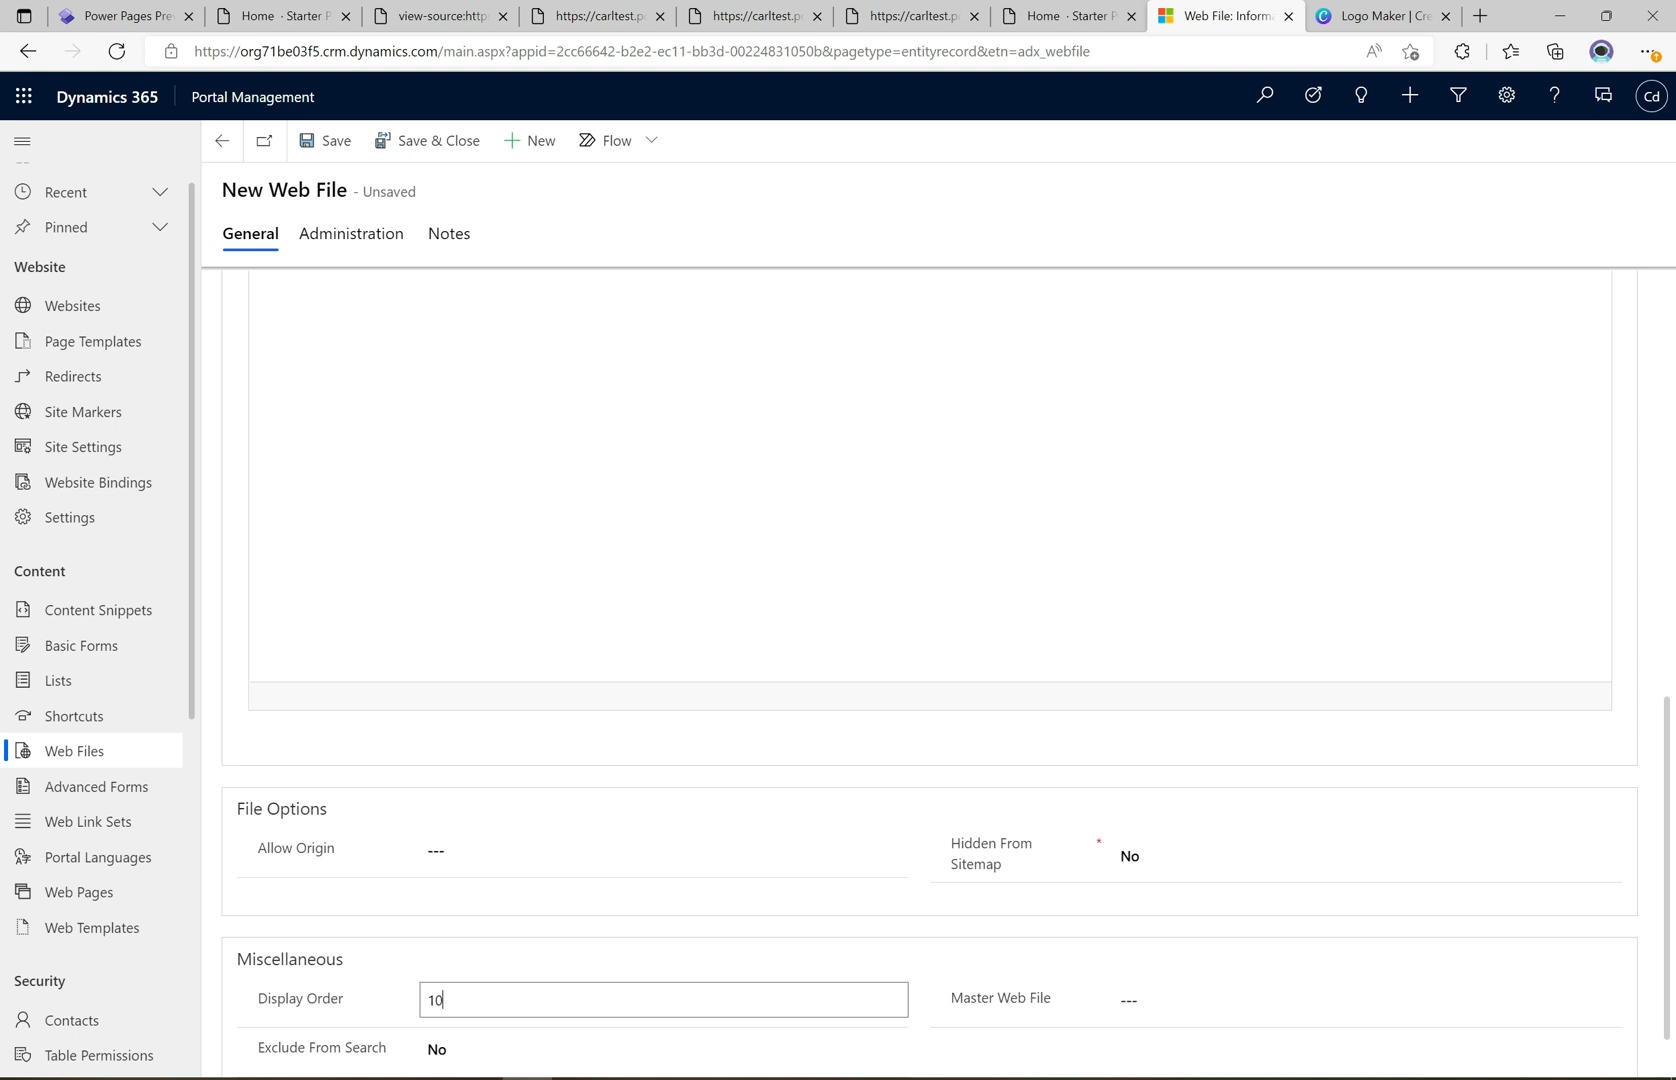 Power Pages Pre
Home · Starter P
view-source:http
https://carltest.po
https://carltest.po
https://carltest.po
Home · Starter P
Web File: Inform
Logo Maker | Cre
https://org71be03f5.crm.dynamics.com/main.aspx?appid=2cc66642-b2e2-ec11-bb3d-00224831050b&pagetype=entityrecord&etn=adx_webfile
Dynamics 365
Portal Management
Cd
Save
Save & Close
New
Flow
New Web File - Unsaved
General
Administration
Notes
Recent
Pinned
Website
Websites
Page Templates
Redirects
Site Markers
Site Settings
Website Bindings
Settings
Content
Content Snippets
Basic Forms
Lists
Shortcuts
Web Files
Advanced Forms
Web Link Sets
Portal Languages
Web Pages
Web Templates
Security
Contacts
Table Permissions
File Options
Allow Origin
---
Hidden From
Sitemap
*
No
Miscellaneous
Display Order
10
Master Web File
---
Exclude From Search
No